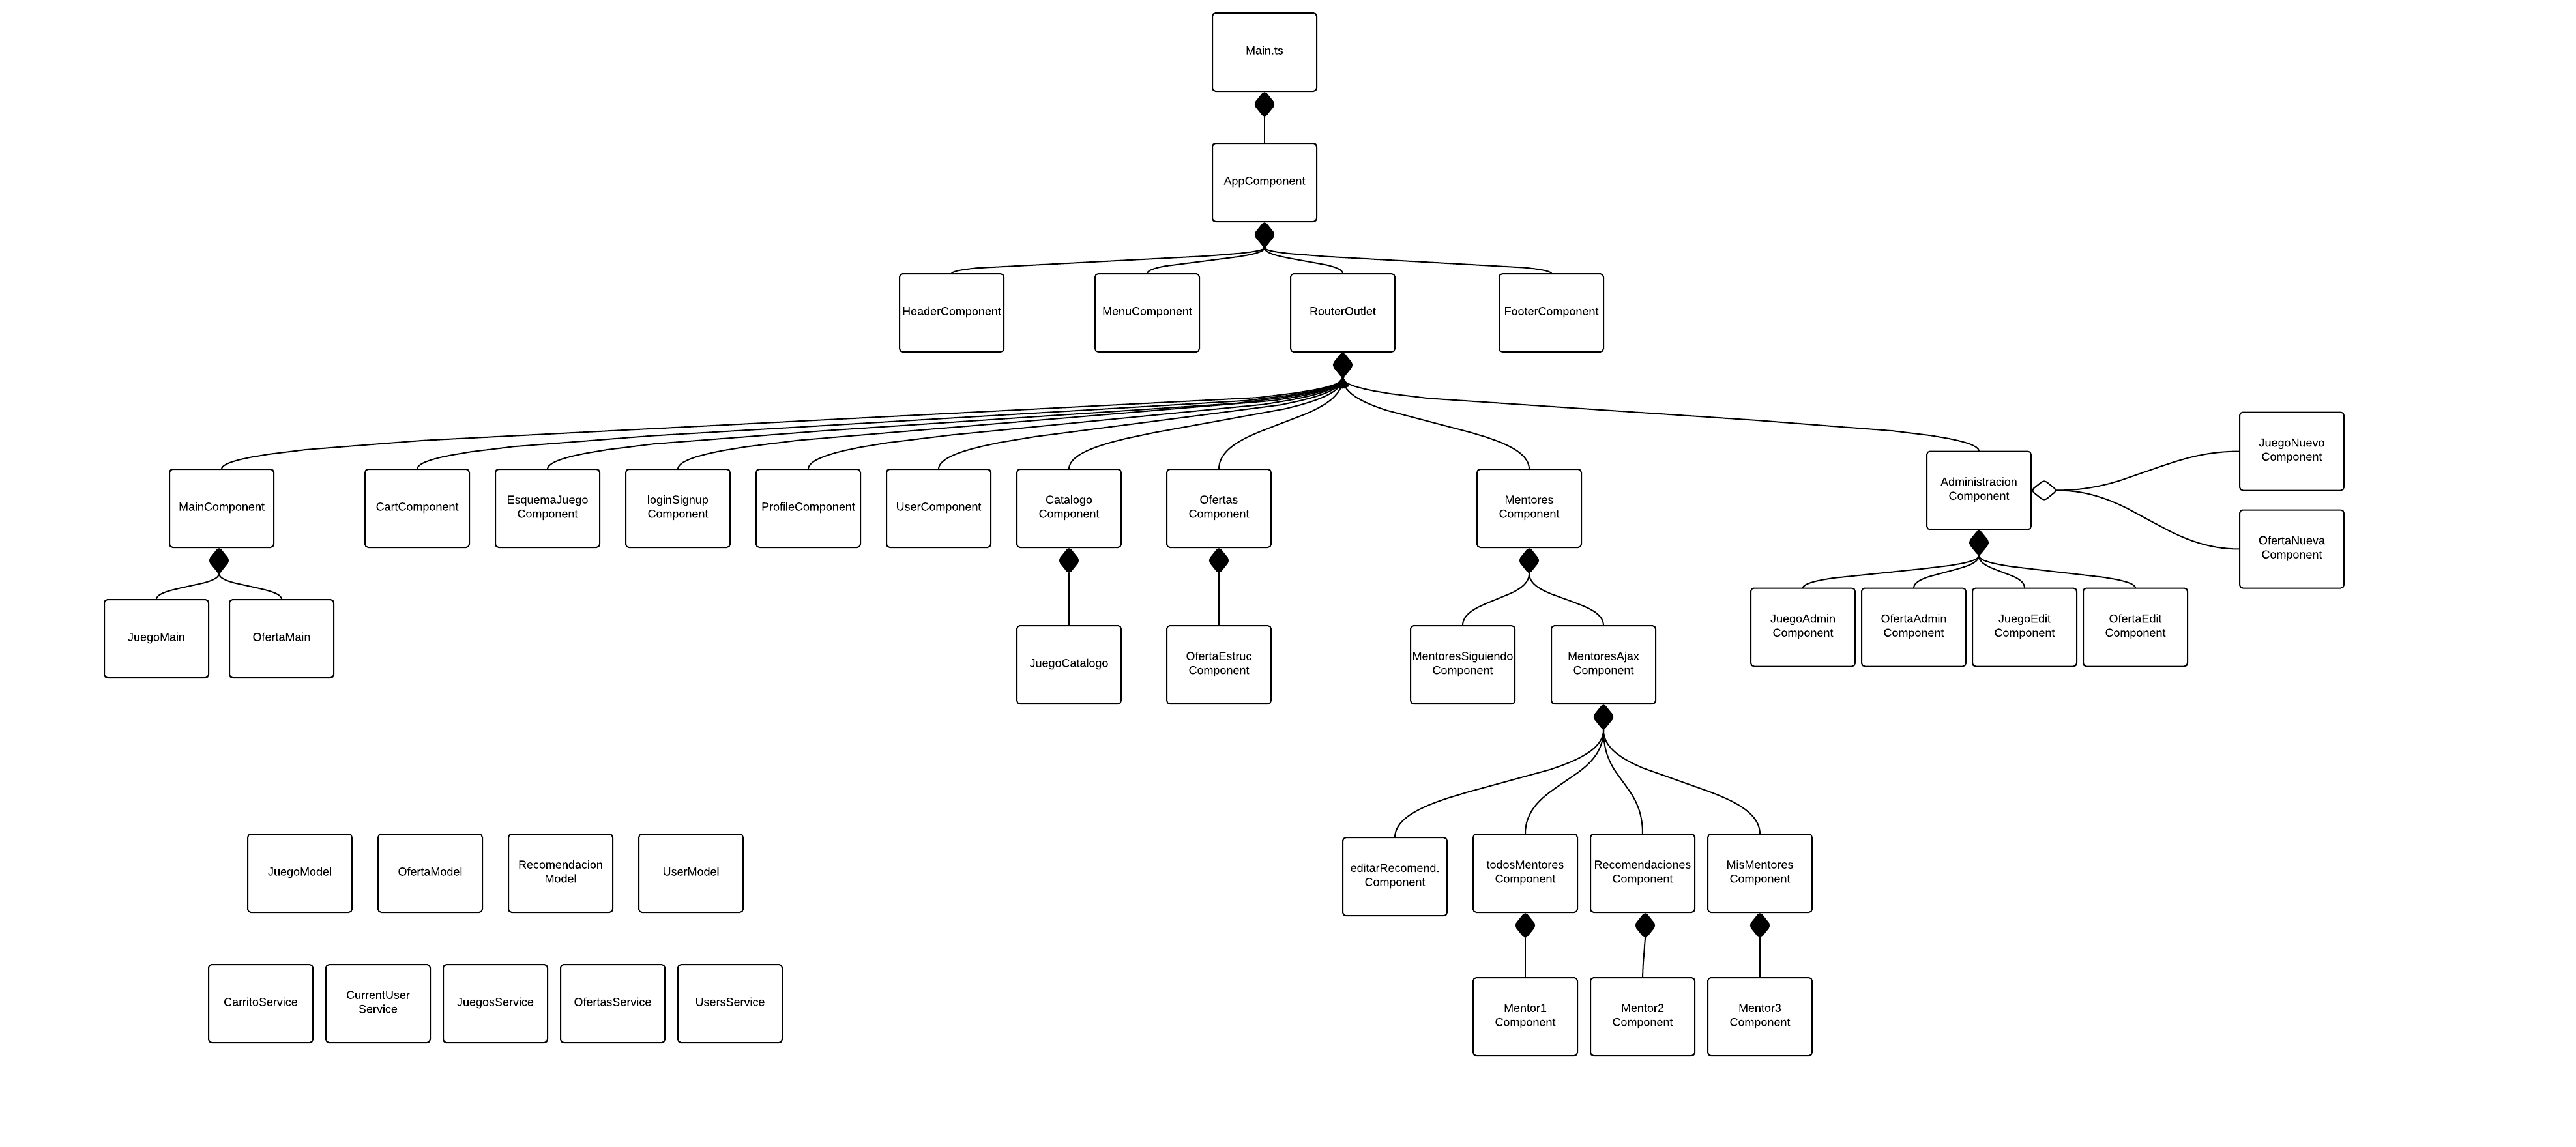 Main.ts
AppComponent
HeaderComponent
MenuComponent
RouterOutlet
FooterComponent
MainComponent
CartComponent
EsquemaJuego
Component
loginSignup
Component
ProfileComponent
UserComponent
Catalogo
Component
Ofertas
Component
Mentores
Component
Administracion
Component
JuegoNuevo
Component
OfertaNueva
Component
JuegoMain
OfertaMain
JuegoCatalogo
OfertaEstruc
Component
MentoresSiguiendo
Component
MentoresAjax
Component
JuegoAdmin
Component
OfertaAdmin
Component
JuegoEdit
Component
OfertaEdit
Component
JuegoModel
OfertaModel
Recomendacion
Model
UserModel
editarRecomend.
Component
todosMentores
Component
Recomendaciones
Component
MisMentores
Component
CarritoService
CurrentUser
Service
JuegosService
OfertasService
UsersService
Mentor1
Component
Mentor2
Component
Mentor3
Component